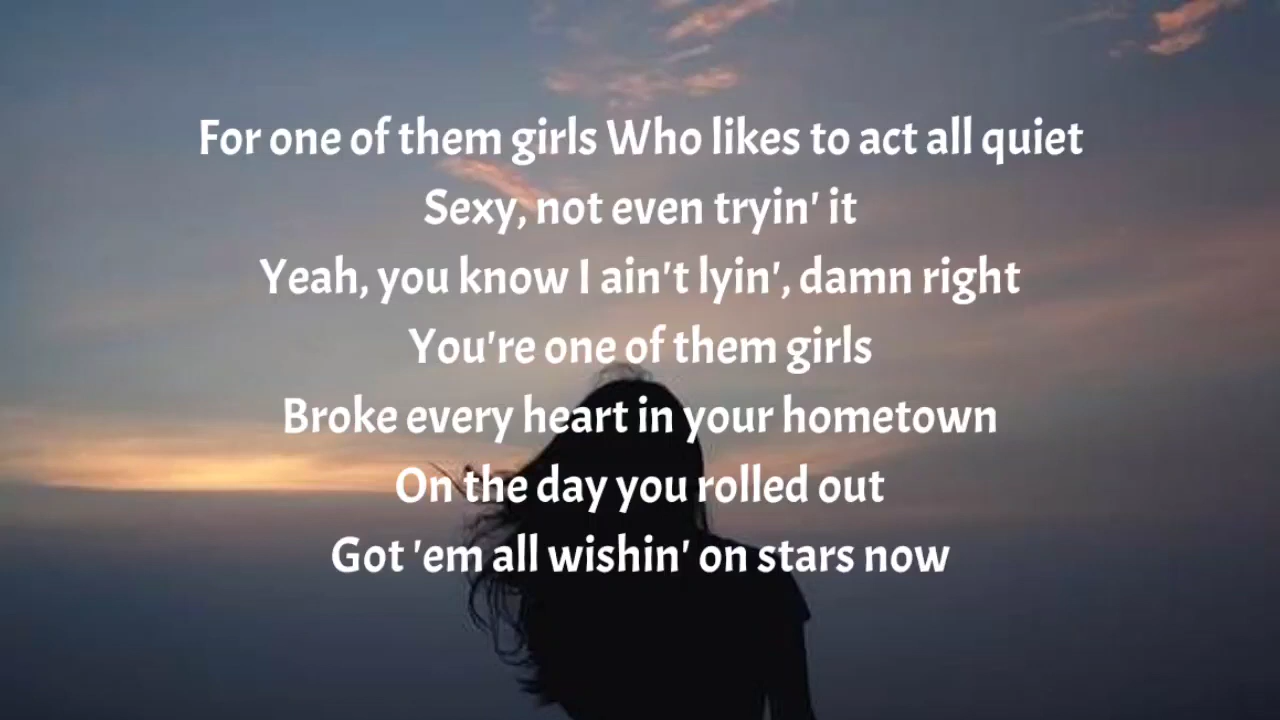 For one of them girls Who likes to act all quiet
Sexy, not even tryin' it
Yeah, you know I ain't lyin', damn right
You're one of them girls
Broke every heart in your hometown
On the day you rolled out
Got 'em all wishin' on stars now